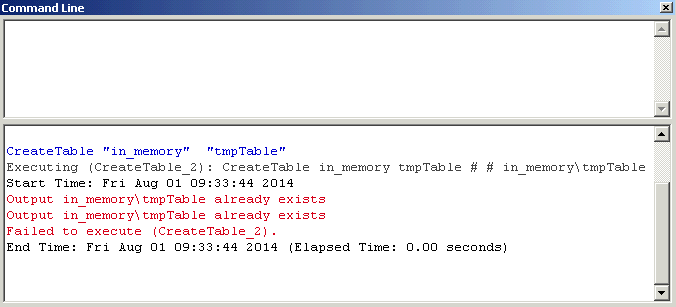 Command Line
CreateTable "in_memory"  "tmpTable"
Executing (CreateTable_2): CreateTable in_memory tmpTable # # in_memory\tmpTable
Start Time: Fri Aug 01 09:33:44 2014
Output in_memory\tmpTable already exists
Output in_memory\tmpTable already exists
Failed to execute (CreateTable_2).
End Time: Fri Aug 01 09:33:44 2014 (Elapsed Time: 0.00 seconds)